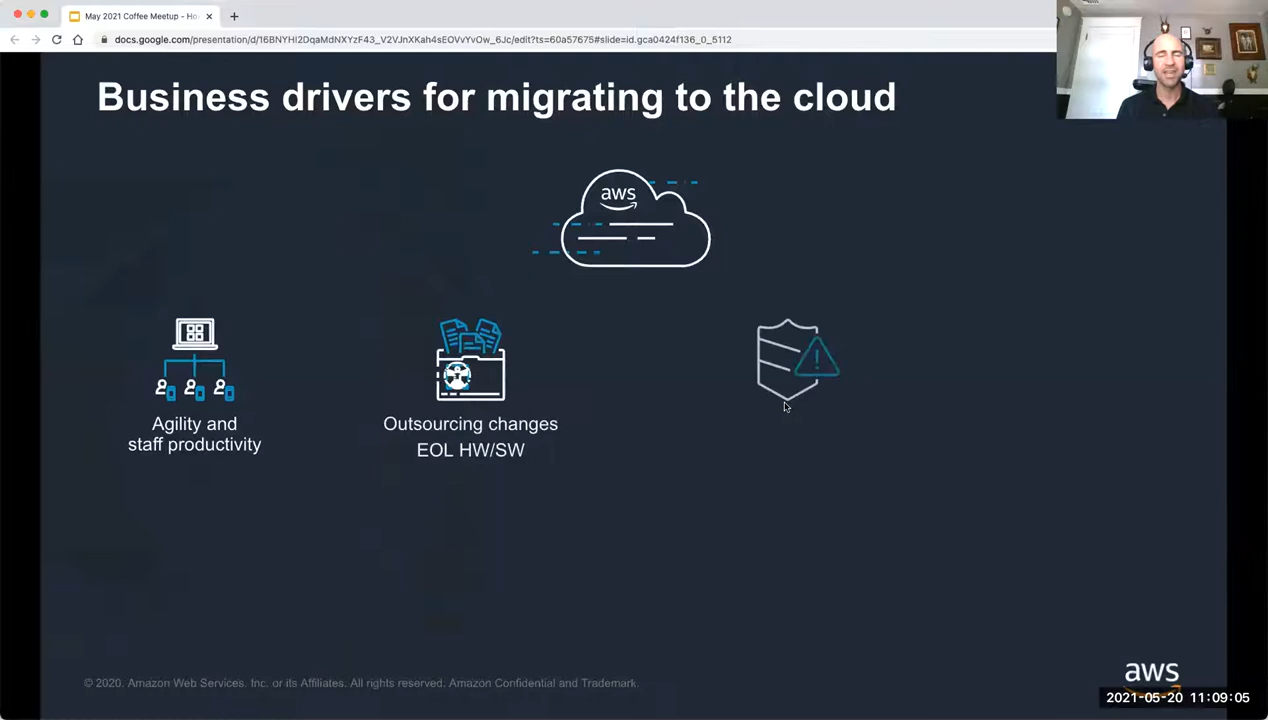 May 2021 Coffee Meetup - Ho
docs.google.com/presentation/d/16BNYHI2DqaMdNXYzF43_V2VJnXKah4sEOVvYvOw_6Jc/edit?ts=60a57675#slide=id.gca0424f136_0_5112
Business drivers for migrating to the cloud
aws
Agility and
staff productivity
Outsourcing changes
EOL HW/SW
© 2020. Amazon Web Services. Inc. or its Affiliates. All rights reserved. Amazon Confidential and Trademark.
aws
2021-05-20 11:09:05